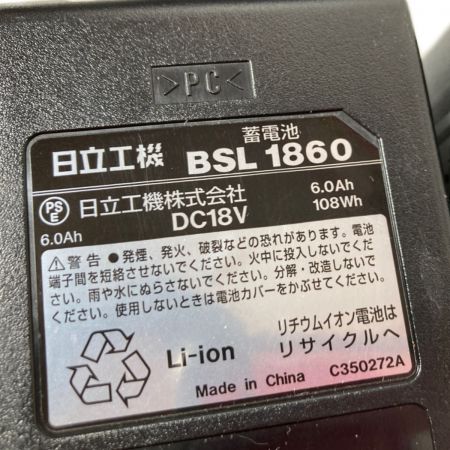 >PC<
蓄電池
日立工機 BSL 1860
PSE 日立工機株式会社 6.0Ah
6.0Ah DC18V 108Wh
⚠警告 ●発煙、発火、破裂などの恐れがあります。電池
端子間を短絡させないでください。火中に投入しないでくだ
さい。雨や水にぬらさないでください。分解・改造しないで
ください。使用しないときは電池カバーをかぶせてください。
リチウムイオン電池は
Li-ion リサイクルへ
Made in China C350272A